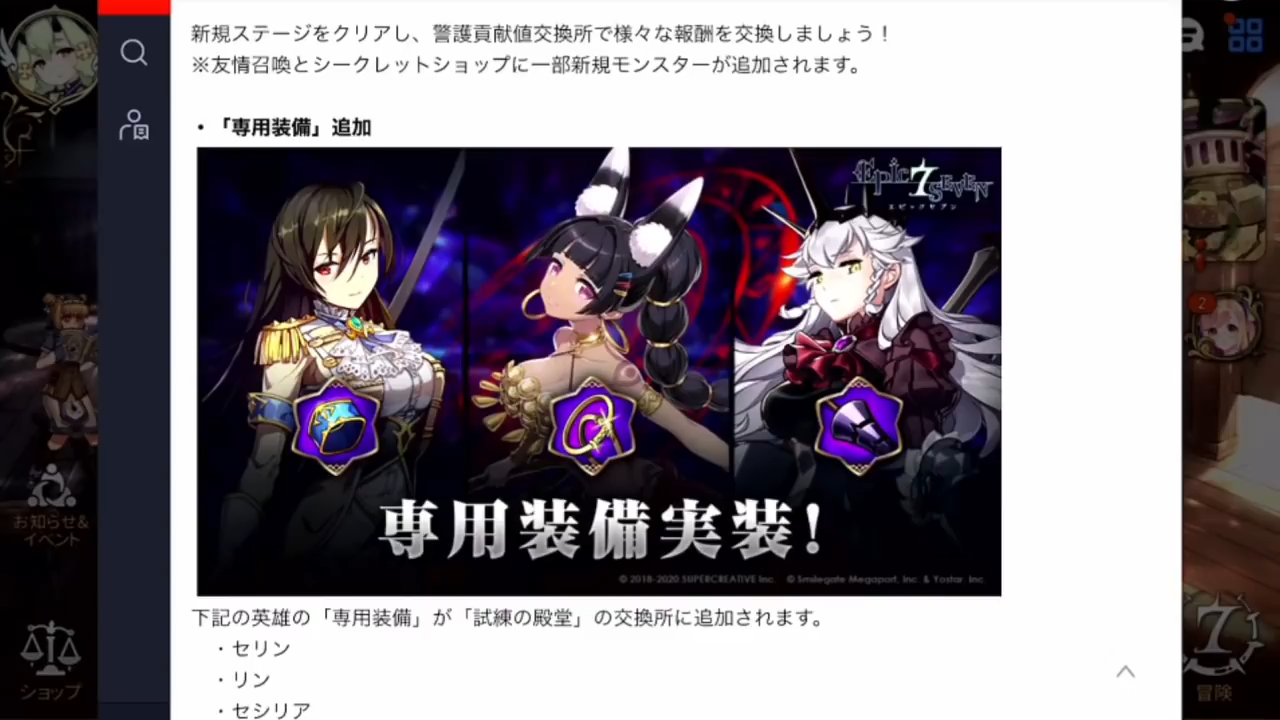 新規ステージをクリアし、警護貢献値交換所で様々な報酬を交換しましょう！
※友情召喚とシークレットショップに一部新規モンスターが追加されます。
・「専用装備」追加
Epic 7 SEVEN
エピックセブン
専用装備実装!
© 2018-2020 SUPERCREATIVE Inc. © Smilegate Megaport, Inc. & Yostar, Inc.
下記の英雄の「専用装備」が「試練の殿堂」の交換所に追加されます。
・セリン
・リン
・セシリア
お知らせ&
イベント
ショップ
2
7
冒険